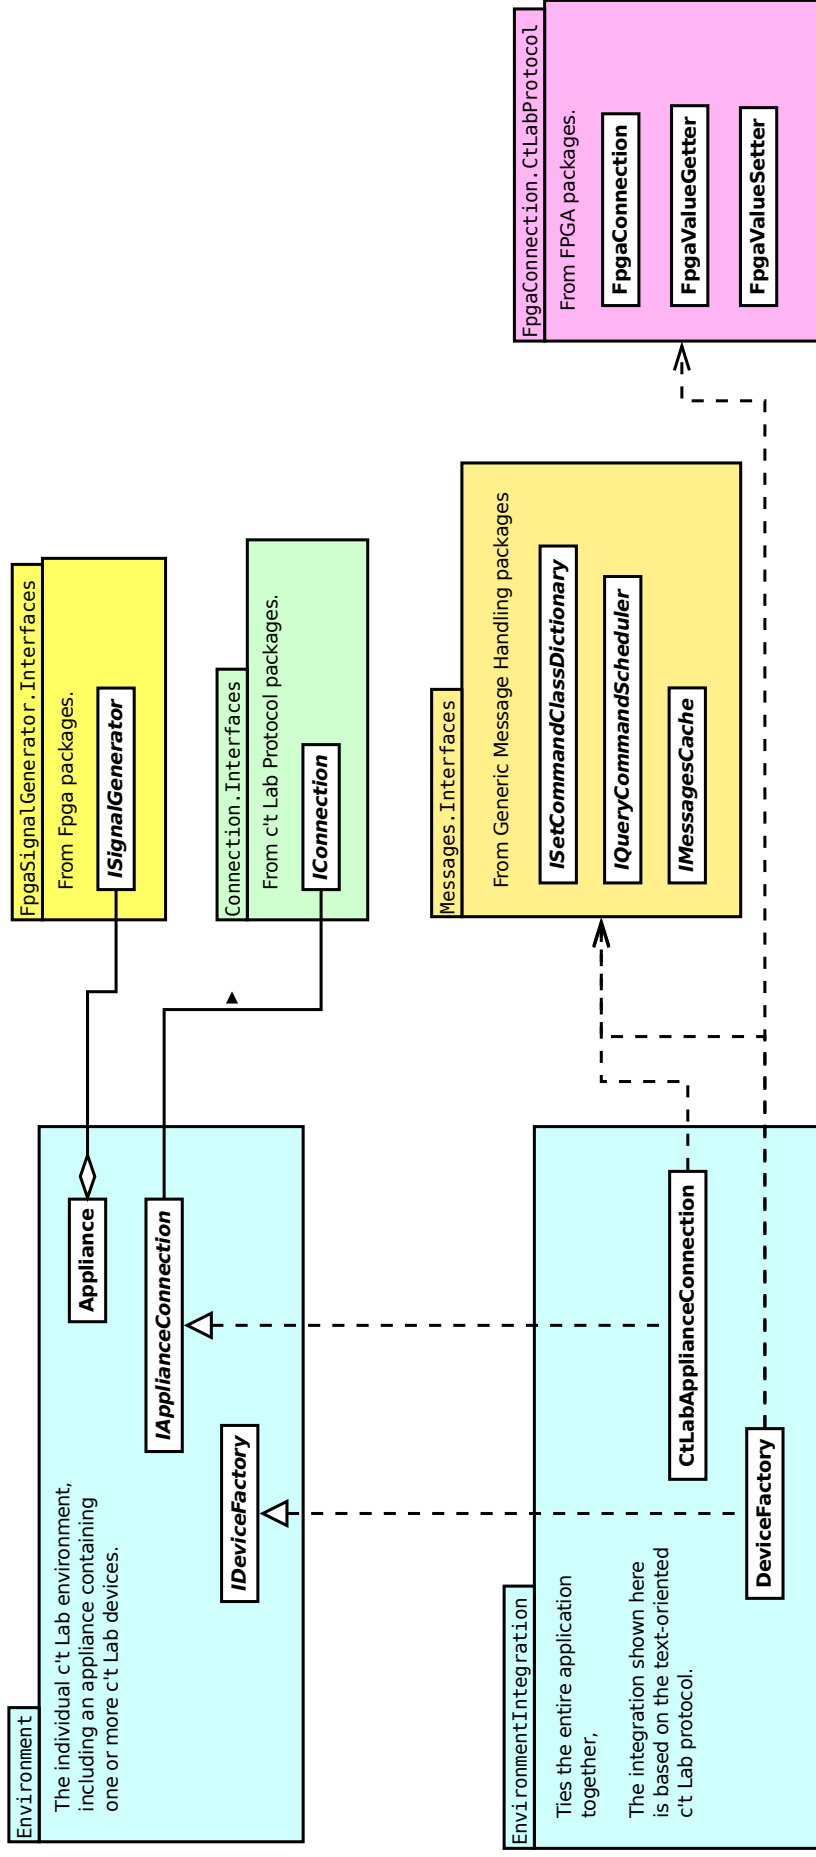 Environment
The individual c't Lab environment,
including an appliance containing
one or more c't Lab devices.
Appliance
IApplianceConnection
IDeviceFactory
FpgaSignalGenerator.Interfaces
From Fpga packages.
ISignalGenerator
Connection.Interfaces
From c't Lab Protocol packages.
IConnection
EnvironmentIntegration
Ties the entire application
together,
The integration shown here
is based on the text-oriented
c't Lab protocol.
CtLabApplianceConnection
DeviceFactory
Messages.Interfaces
From Generic Message Handling packages
ISetCommandClassDictionary
IQueryCommandScheduler
IMessagesCache
FpgaConnection.CtLabProtocol
From FPGA packages.
FpgaConnection
FpgaValueGetter
FpgaValueSetter